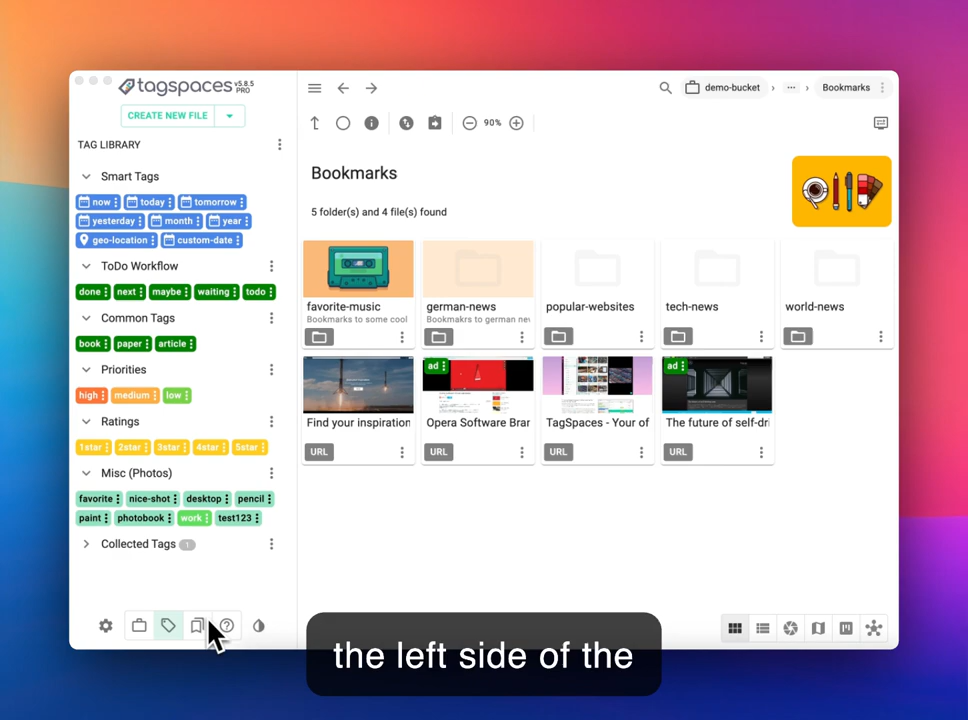 tagspaces v5.8.5 PRO
CREATE NEW FILE
TAG LIBRARY
Smart Tags
now today tomorrow
yesterday month year
geo-location custom-date
ToDo Workflow
done next maybe waiting todo
Common Tags
book paper article
Priorities
high medium low
Ratings
1star 2star 3star 4star 5star
Misc (Photos)
favorite nice-shot desktop pencil
paint photobook work test123
Collected Tags 1
demo-bucket › ... › Bookmarks
90%
Bookmarks
5 folder(s) and 4 file(s) found
favorite-music
Bookmarks to some cool
german-news
Bookmakrs to german nev
popular-websites
tech-news
world-news
Find your inspiration
URL
ad
Opera Software Bran
URL
TagSpaces - Your of
URL
ad
The future of self-dri
URL
the left side of the